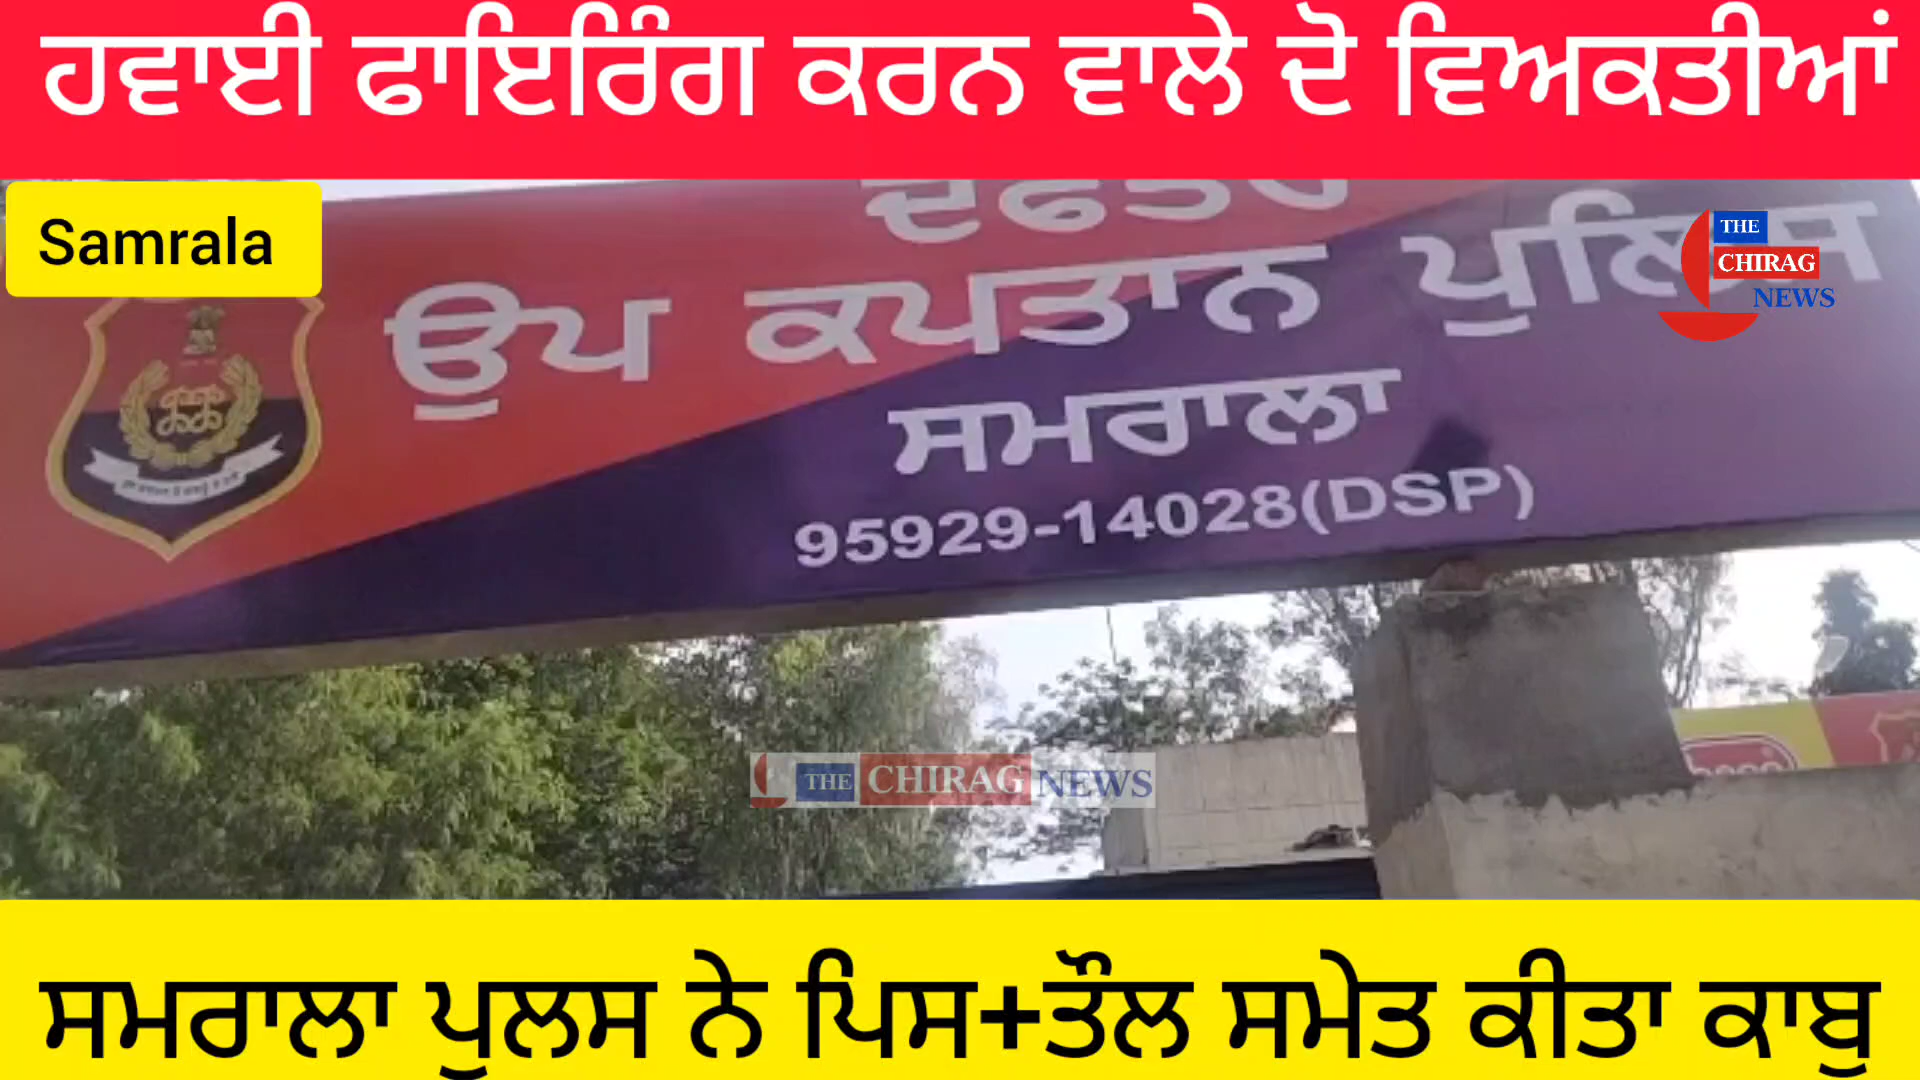 ਹਵਾਈ ਫਾਇਰਿੰਗ ਕਰਨ ਵਾਲੇ ਦੋ ਵਿਅਕਤੀਆਂ
Samrala
ਦਫਤਰ
THE
CHIRAG
NEWS
ਉਪ ਕਪਤਾਨ ਪੁਲਿਸ
ਸਮਰਾਲਾ
95929-14028(DSP)
THE CHIRAG NEWS
ਸਮਰਾਲਾ ਪੁਲਸ ਨੇ ਪਿਸ+ਤੌਲ ਸਮੇਤ ਕੀਤਾ ਕਾਬੁ